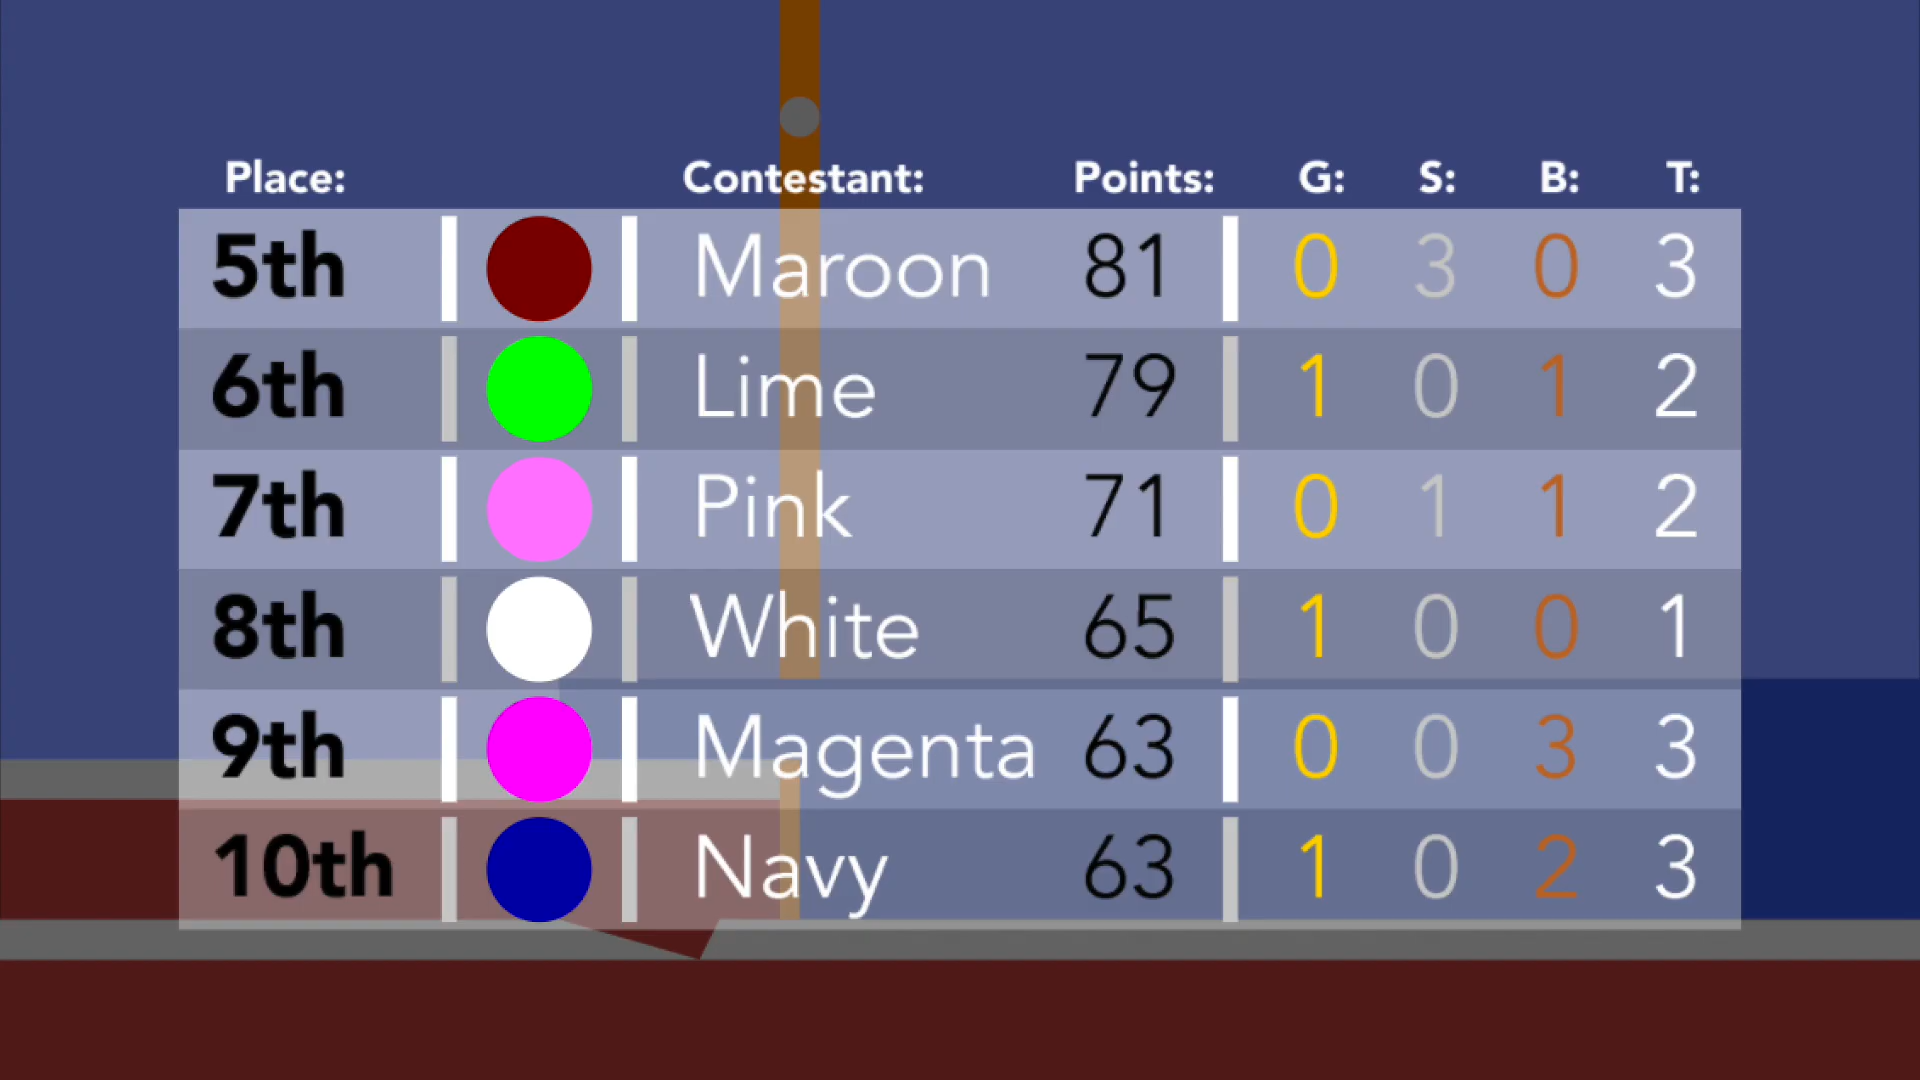 Place: Contestant: Points: G: S: B: T:
5th Maroon 81 0 3 0 3
6th Lime 79 1 0 1 2
7th Pink 71 0 1 1 2
8th White 65 1 0 0 1
9th Magenta 63 0 0 3 3
10th Navy 63 1 0 2 3